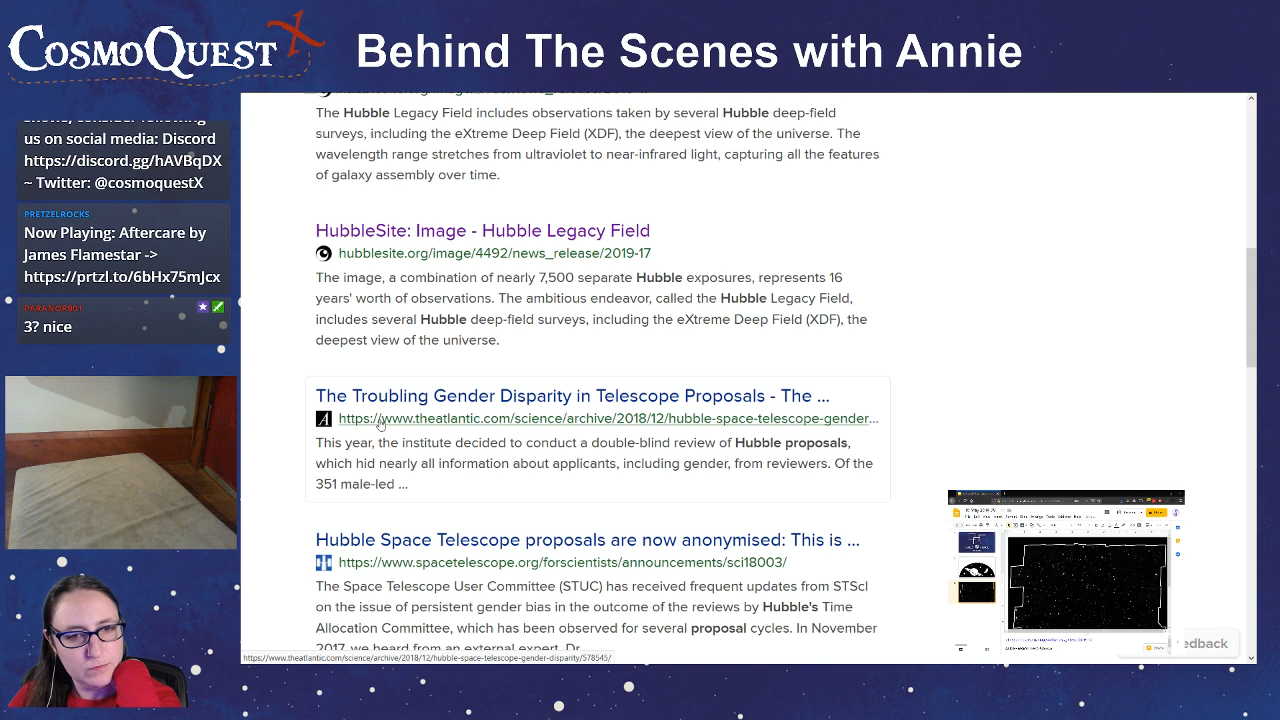 CosmoQuest X
Behind The Scenes with Annie
us on social media: Discord
https://discord.gg/hAVBqDX
~ Twitter: @cosmoquestX
PRETZELROCKS
Now Playing: Aftercare by
James Flamestar ->
https://prtzl.to/6bHx75mJcx
PARANOR001
3? nice
The Hubble Legacy Field includes observations taken by several Hubble deep-field
surveys, including the eXtreme Deep Field (XDF), the deepest view of the universe. The
wavelength range stretches from ultraviolet to near-infrared light, capturing all the features
of galaxy assembly over time.
HubbleSite: Image - Hubble Legacy Field
hubblesite.org/image/4492/news_release/2019-17
The image, a combination of nearly 7,500 separate Hubble exposures, represents 16
years' worth of observations. The ambitious endeavor, called the Hubble Legacy Field,
includes several Hubble deep-field surveys, including the eXtreme Deep Field (XDF), the
deepest view of the universe.
The Troubling Gender Disparity in Telescope Proposals - The ...
https://www.theatlantic.com/science/archive/2018/12/hubble-space-telescope-gender...
This year, the institute decided to conduct a double-blind review of Hubble proposals,
which hid nearly all information about applicants, including gender, from reviewers. Of the
351 male-led ...
Hubble Space Telescope proposals are now anonymised: This is ...
https://www.spacetelescope.org/forscientists/announcements/sci18003/
The Space Telescope User Committee (STUC) has received frequent updates from STScI
on the issue of persistent gender bias in the outcome of the reviews by Hubble's Time
Allocation Committee, which has been observed for several proposal cycles. In November
2017, we heard from an external expert, Dr.
https://www.theatlantic.com/science/archive/2018/12/hubble-space-telescope-gender-disparity/578545/
edback